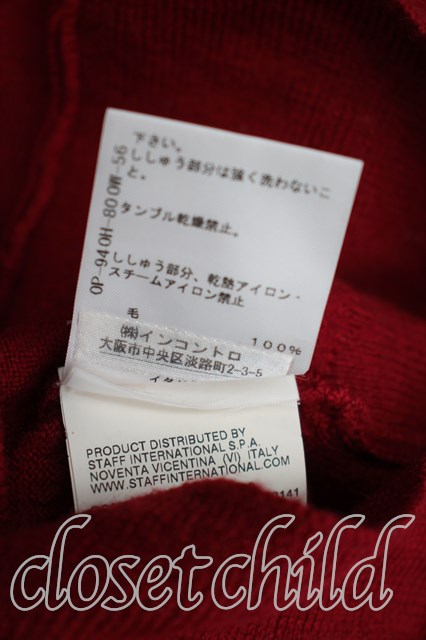 下さい。
ししゅう部分は強く洗わないこ
と。
タンブル乾燥禁止。
ししゅう部分、乾熱アイロン・
スチームアイロン禁止
毛 100%
OP-940H-800W-56
㈱インコントロ
大阪市中央区淡路町2-3-5
PRODUCT DISTRIBUTED BY
STAFF INTERNATIONAL S.P.A.
NOVENTA VICENTINA (VI) ITALY
WWW.STAFFINTERNATIONAL.COM
closetchild